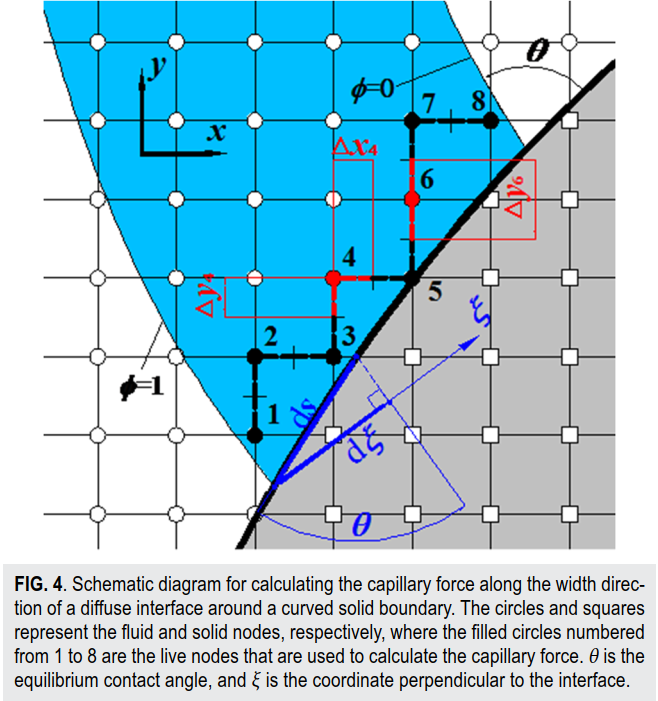 θ
y
ϕ=0
7
8
x
Δx₄
6
Δy₆
4
Δy₄
5
ξ
2
3
ϕ=1
1
ds
dξ
θ
FIG. 4. Schematic diagram for calculating the capillary force along the width direc-
tion of a diffuse interface around a curved solid boundary. The circles and squares
represent the fluid and solid nodes, respectively, where the filled circles numbered
from 1 to 8 are the live nodes that are used to calculate the capillary force. θ is the
equilibrium contact angle, and ξ is the coordinate perpendicular to the interface.